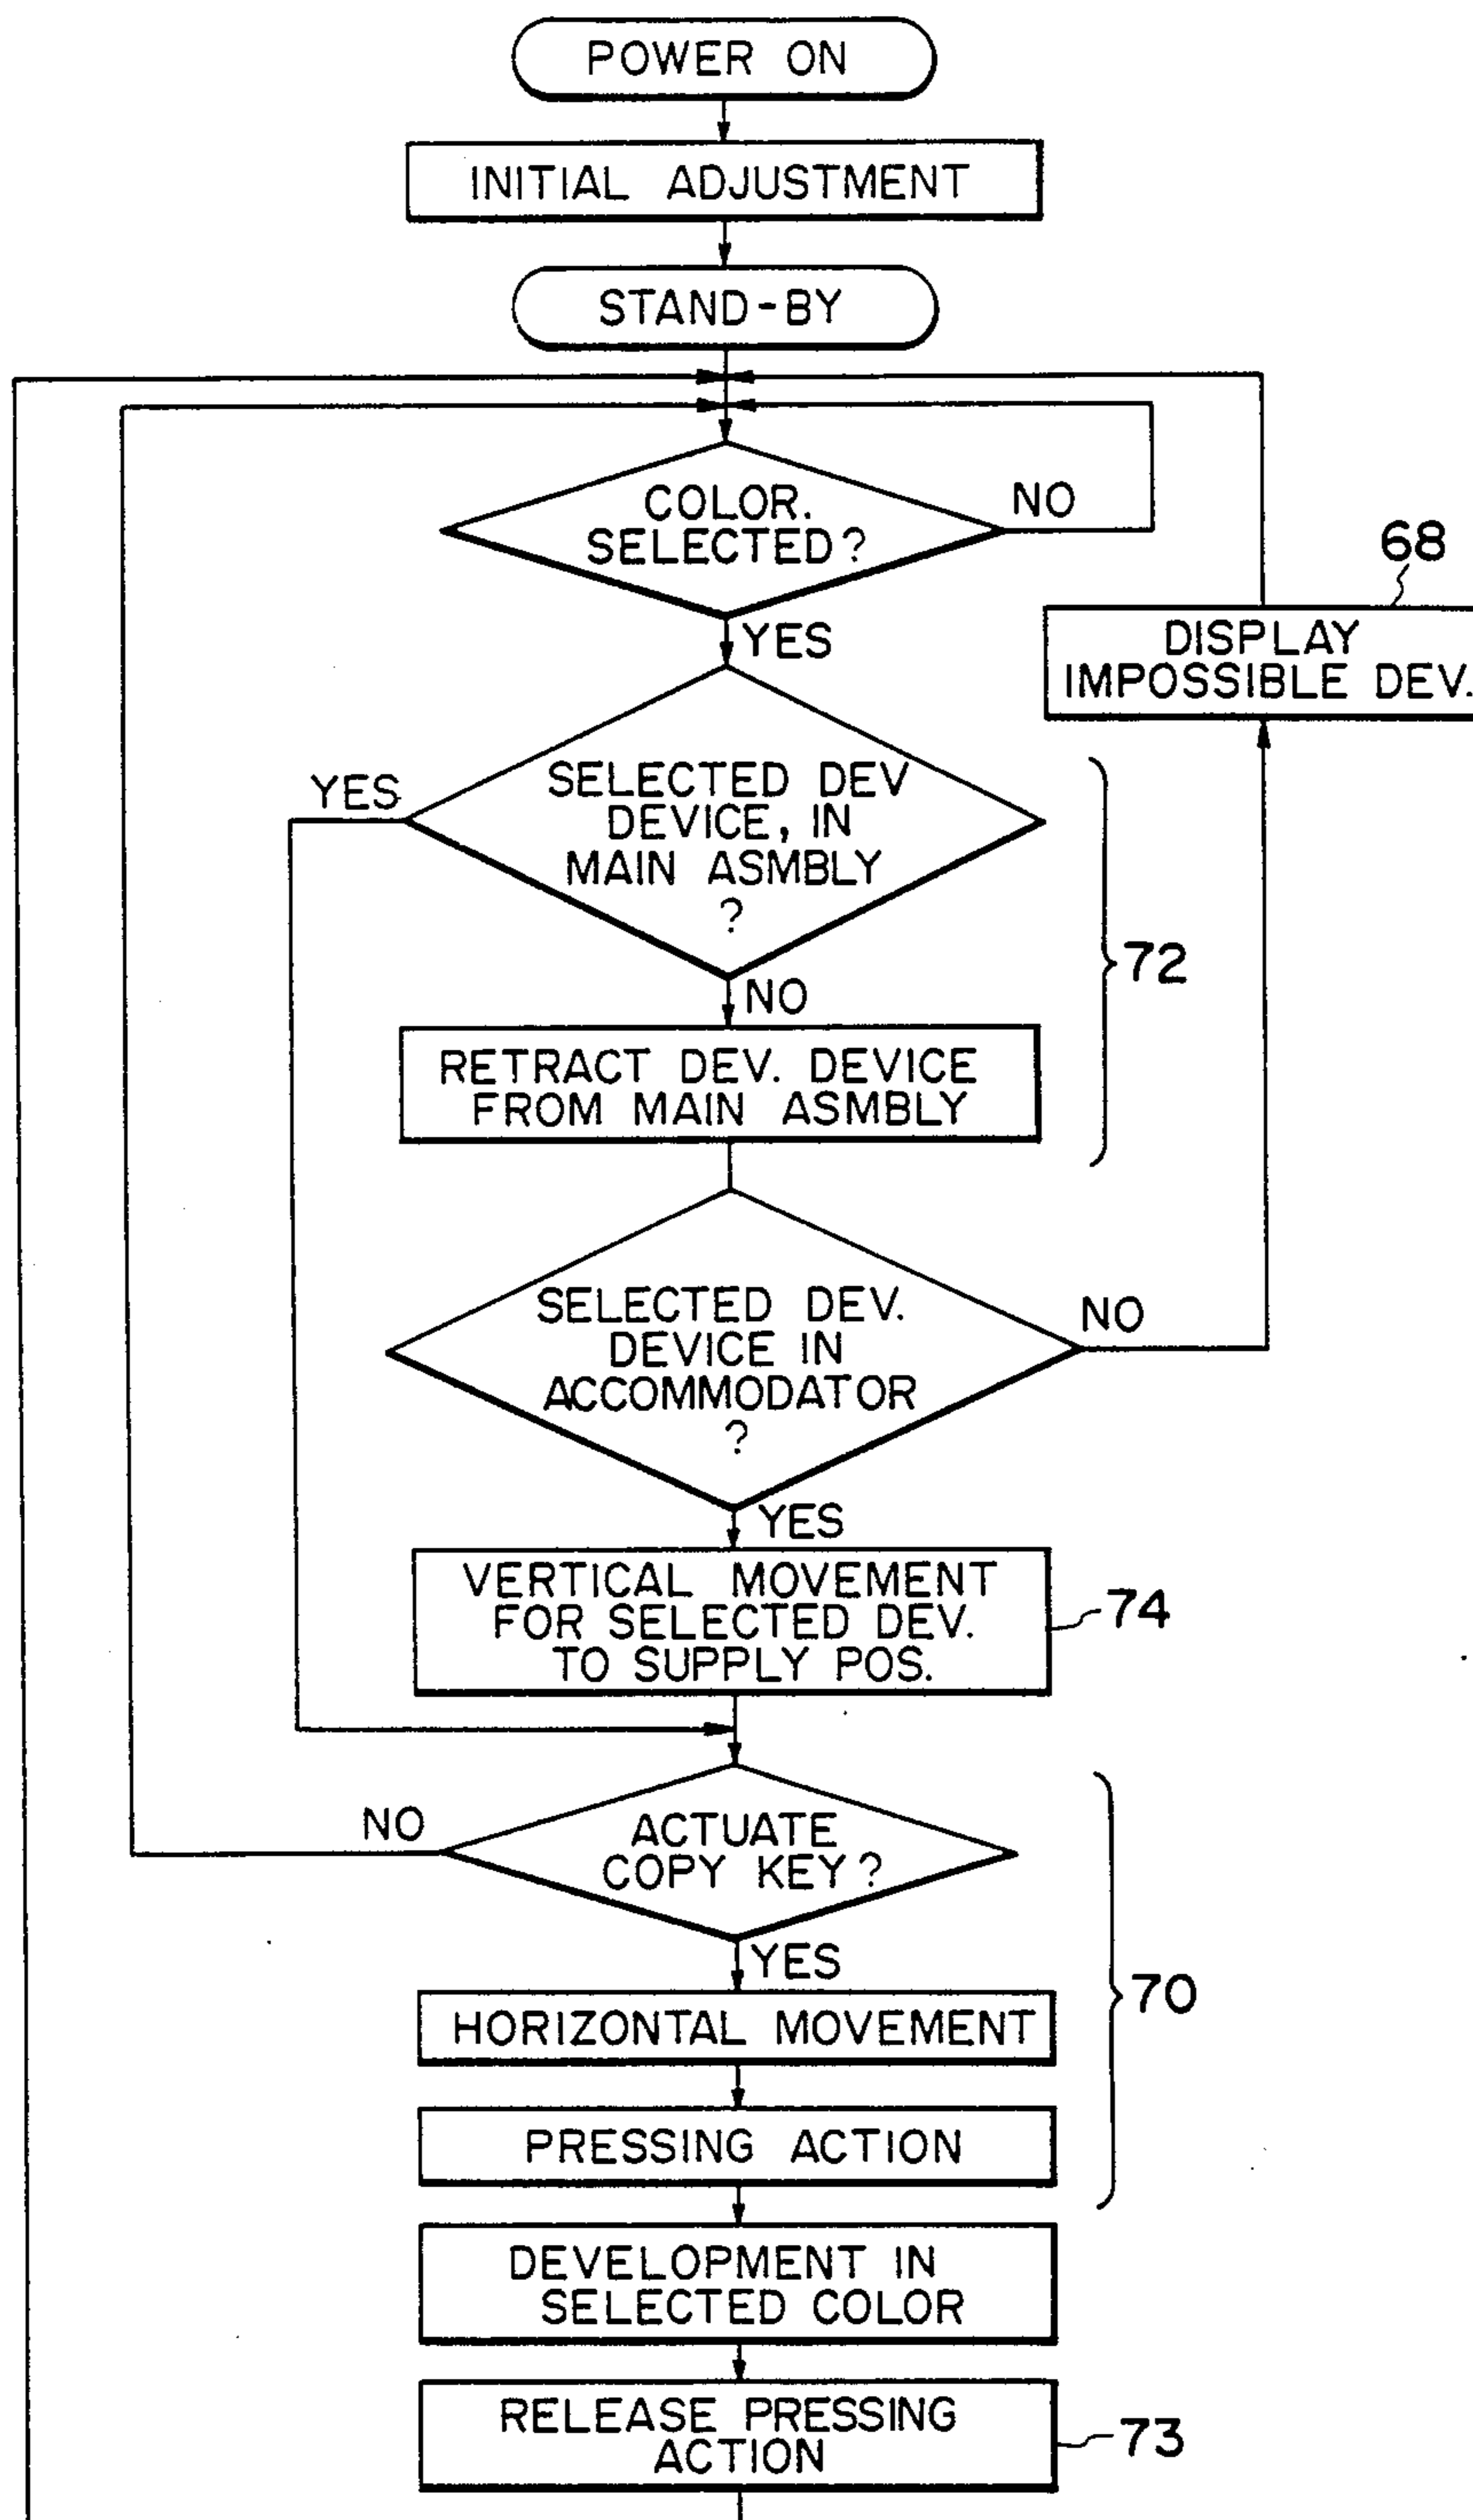 POWER ON
INITIAL ADJUSTMENT
STAND-BY
COLOR.
SELECTED?
NO
68
YES
DISPLAY
IMPOSSIBLE DEV.
YES
SELECTED DEV
DEVICE, IN
MAIN ASMBLY
?
72
NO
RETRACT DEV. DEVICE
FROM MAIN ASMBLY
SELECTED DEV.
DEVICE IN
ACCOMMODATOR
?
NO
YES
VERTICAL MOVEMENT
FOR SELECTED DEV.
TO SUPPLY POS.
74
NO
ACTUATE
COPY KEY?
YES
70
HORIZONTAL MOVEMENT
PRESSING ACTION
DEVELOPMENT IN
SELECTED COLOR
RELEASE PRESSING
ACTION
73